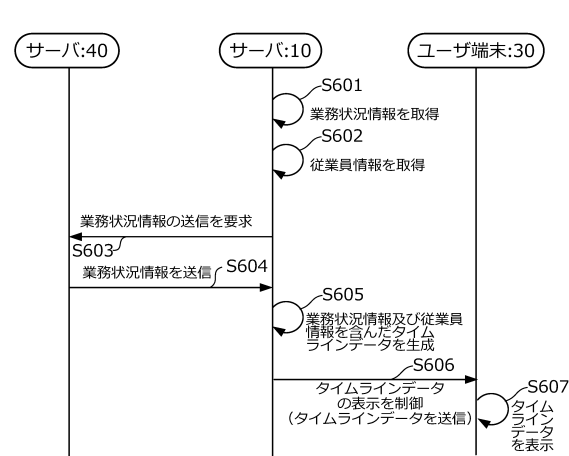 サーバ:40
サーバ:10
ユーザ端末:30
S601
業務状況情報を取得
S602
従業員情報を取得
業務状況情報の送信を要求
S603
業務状況情報を送信
S604
S605
業務状況情報及び従業員
情報を含んだタイム
ラインデータを生成
S606
タイムラインデータ
の表示を制御
（タイムラインデータを送信）
S607
タイム
ライン
データ
を表示